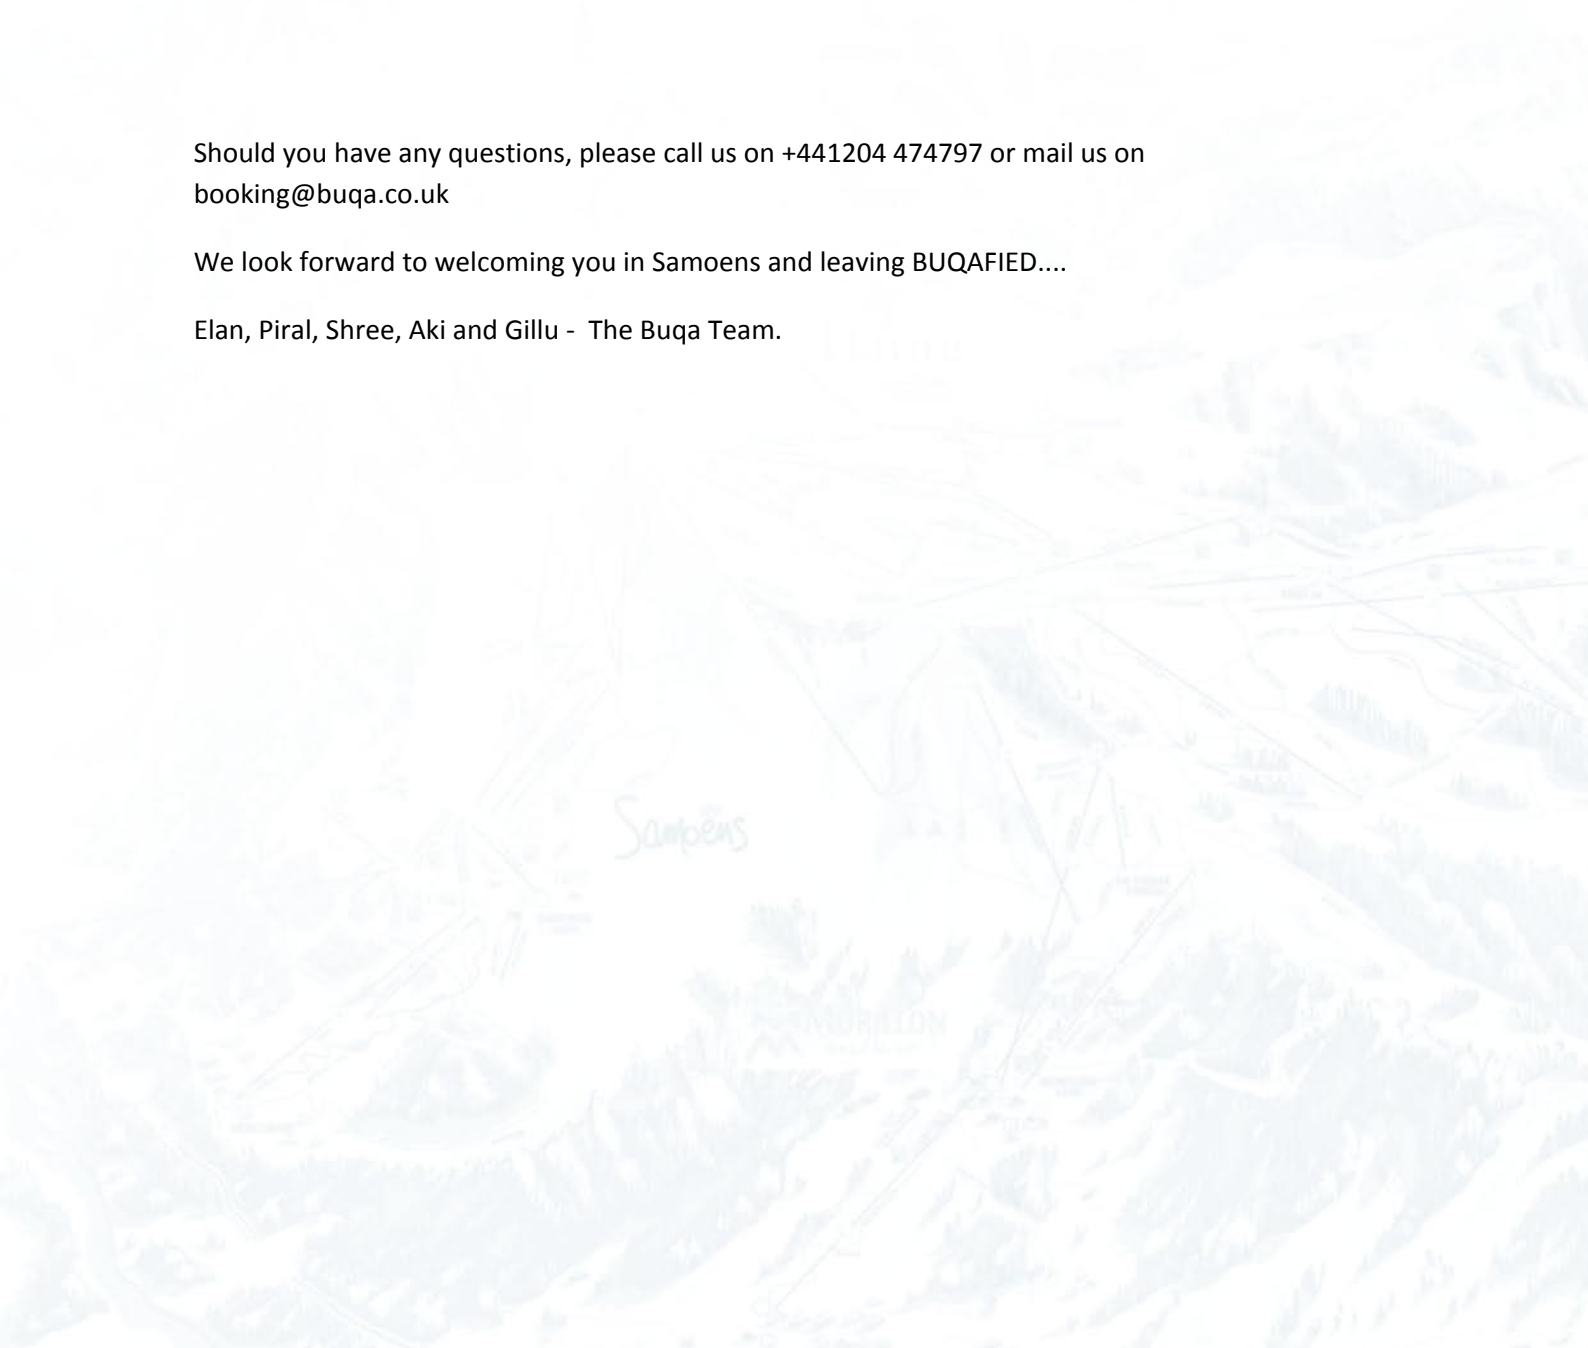 Should you have any questions, please call us on +441204 474797 or mail us on
booking@buqa.co.uk
We look forward to welcoming you in Samoens and leaving BUQAFIED....
Elan, Piral, Shree, Aki and Gillu -  The Buqa Team.
Flaine
Samoëns
MORILLON